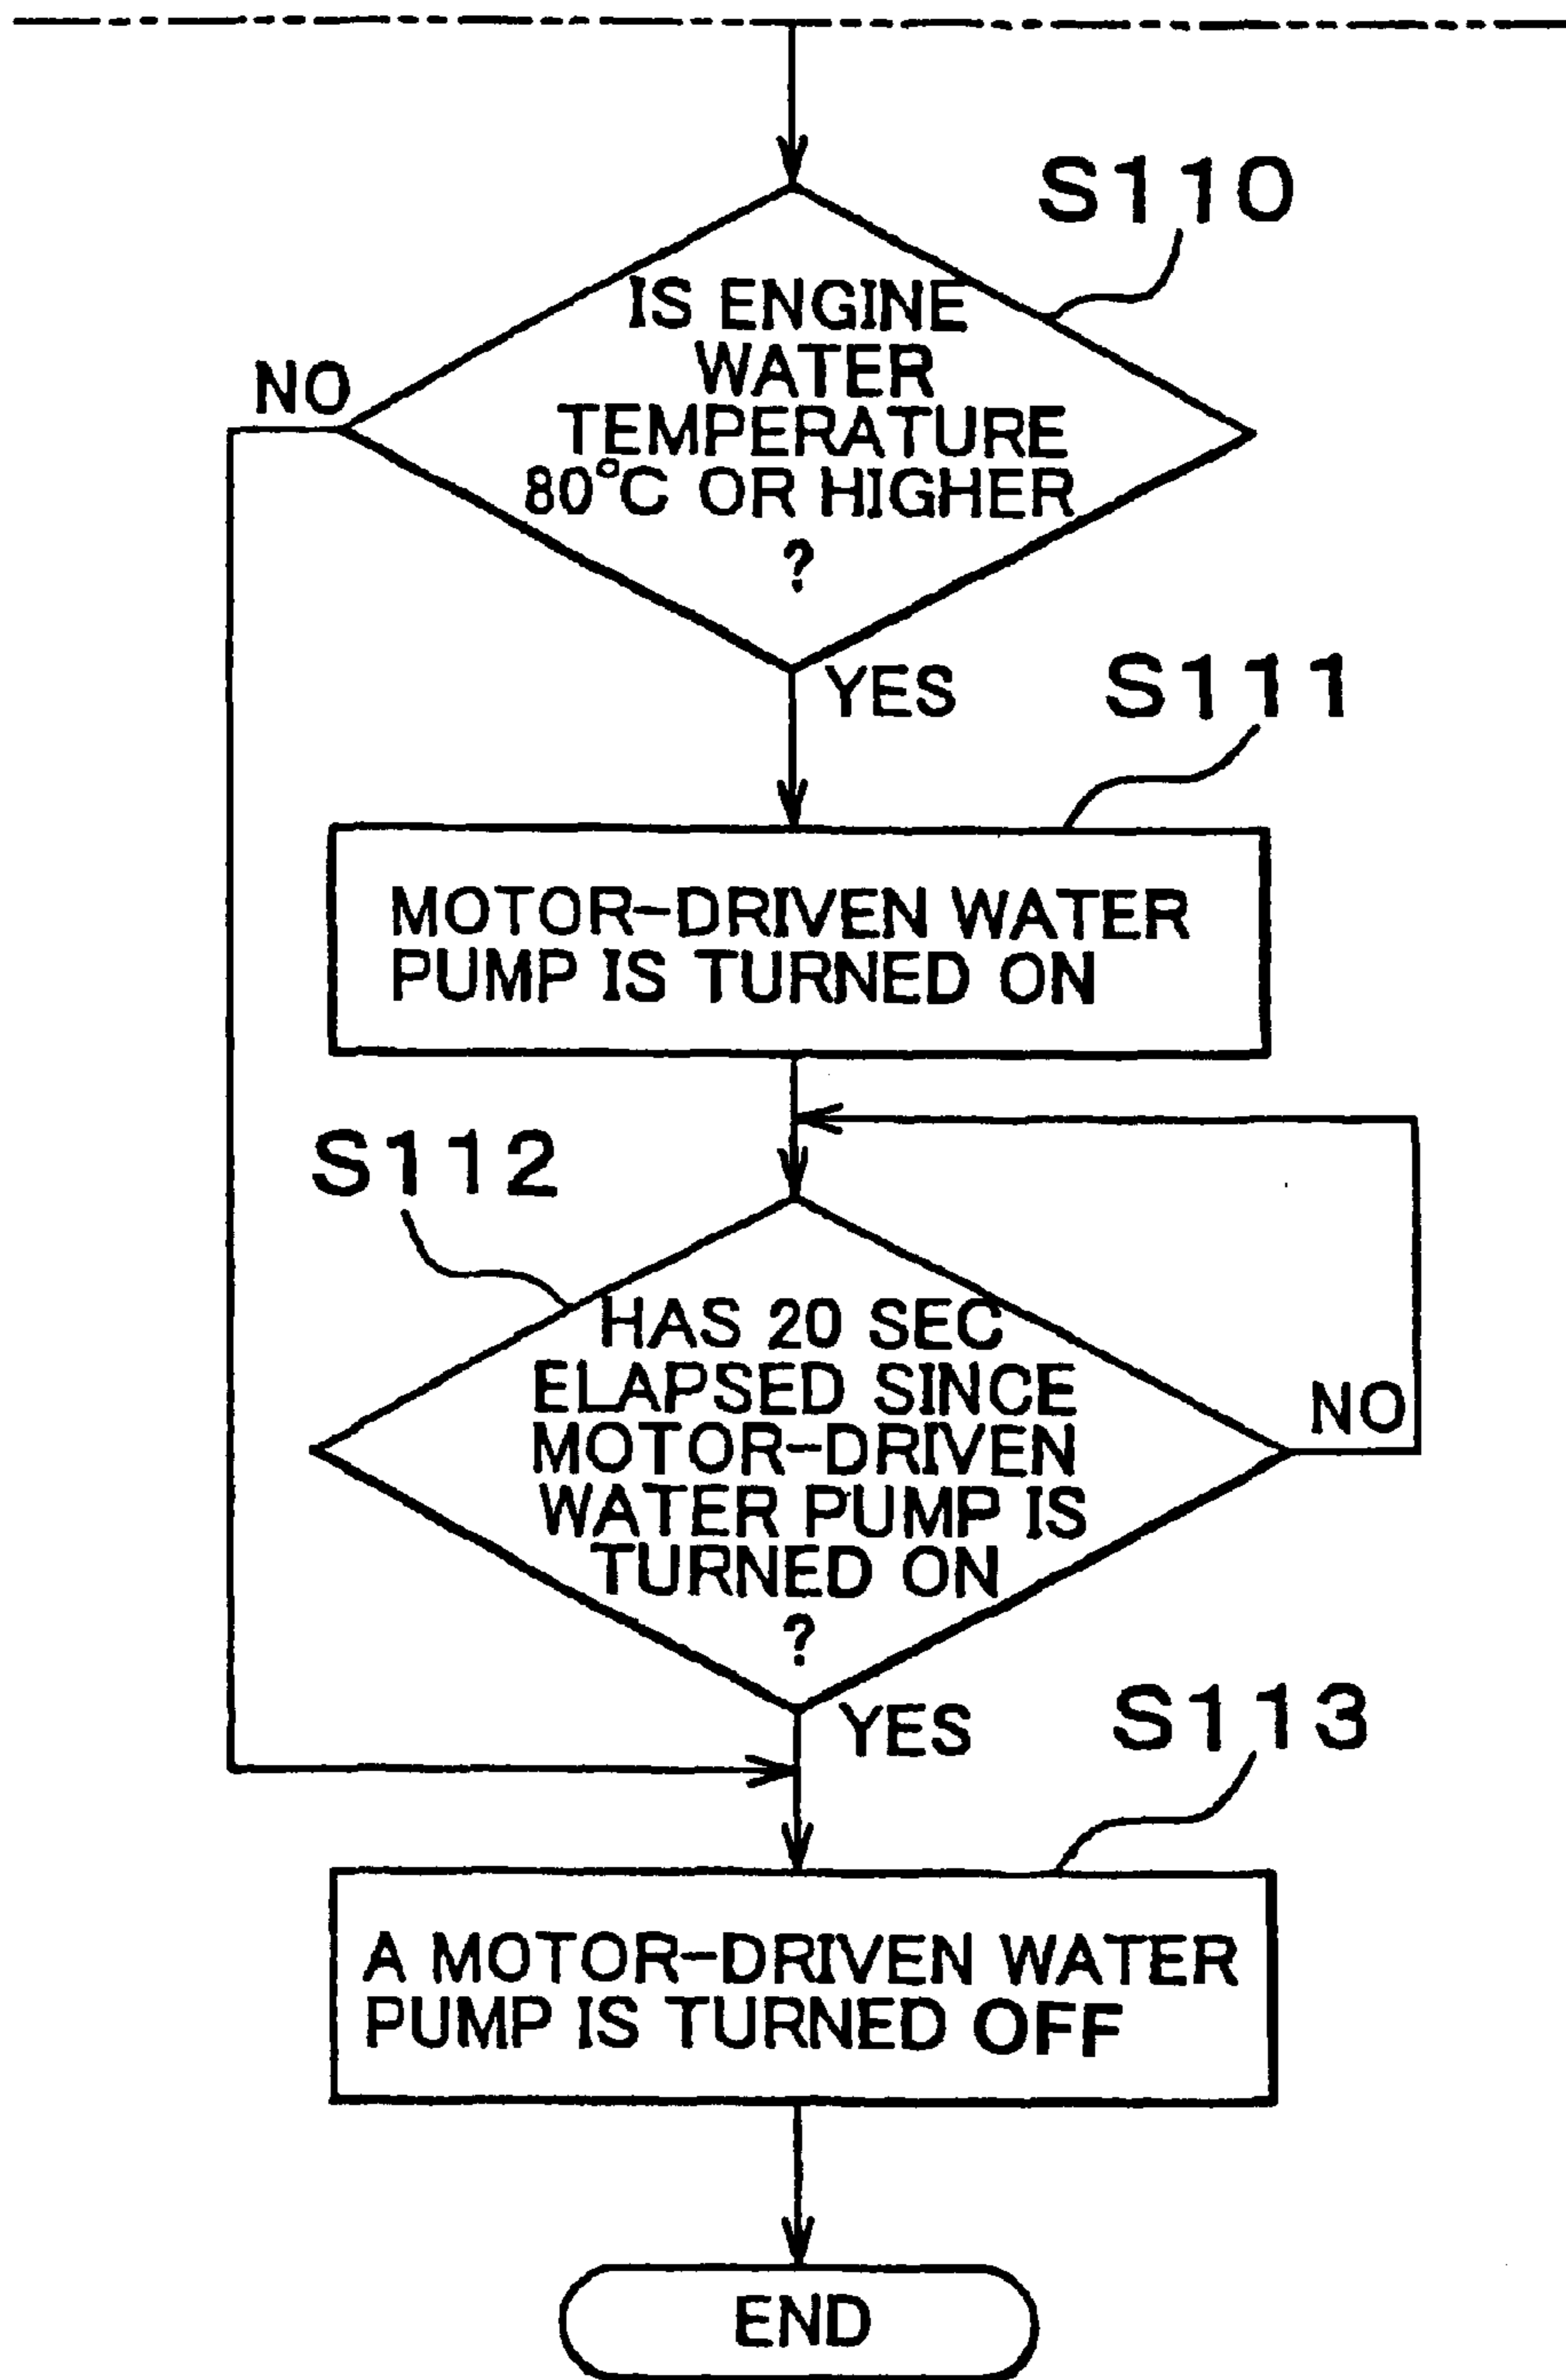 S110
IS ENGINE
WATER
TEMPERATURE
80°C OR HIGHER
?
NO
YES
S111
MOTOR-DRIVEN WATER
PUMP IS TURNED ON
S112
HAS 20 SEC
ELAPSED SINCE
MOTOR-DRIVEN
WATER PUMP IS
TURNED ON
?
NO
YES
S113
A MOTOR-DRIVEN WATER
PUMP IS TURNED OFF
END